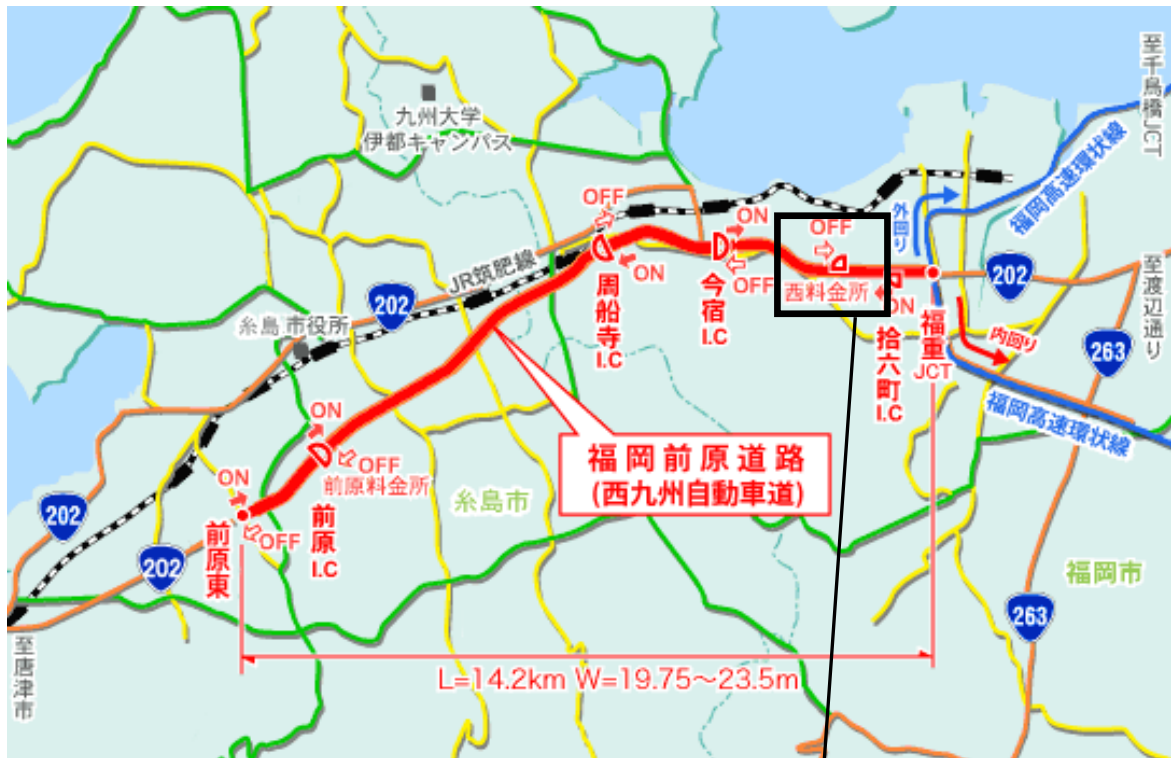 至千鳥橋JCT
九州大学
伊都キャンパス
福岡高速環状線
外回り
OFF
ON
OFF
JR筑肥線
ON
OFF
202
至渡辺通り
周船寺
I.C
今宿
I.C
西料金所
ON
拾六町
I.C
福重
JCT
202
糸島市役所
内回り
263
福岡高速環状線
ON
OFF
前原料金所
福岡前原道路
(西九州自動車道)
糸島市
ON
202
OFF
前原
I.C
前原東
202
福岡市
263
至唐津市
L=14.2km W=19.75～23.5m